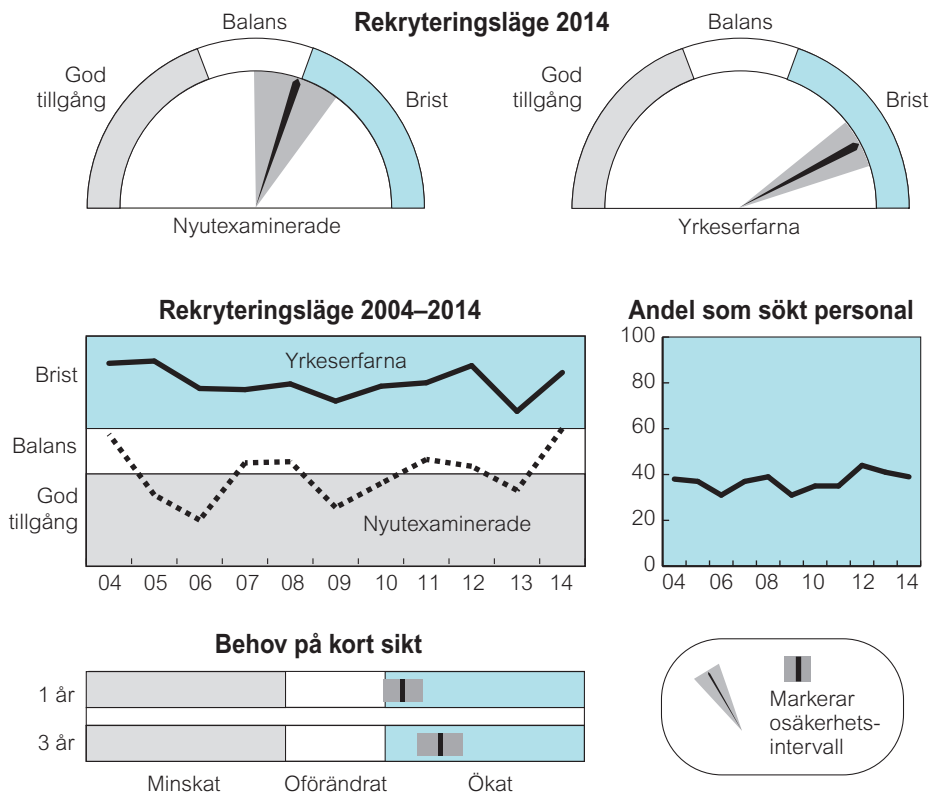 Rekryteringsläge 2014
Balans
God
tillgång
Brist
Nyutexaminerade
Balans
God
tillgång
Brist
Yrkeserfarna
Rekryteringsläge 2004–2014
Brist
Balans
God
tillgång
Yrkeserfarna
Nyutexaminerade
04 05 06 07 08 09 10 11 12 13 14
Andel som sökt personal
100
80
60
40
20
0
04 06 08 10 12 14
Behov på kort sikt
1 år
3 år
Minskat Oförändrat Ökat
Markerar
osäkerhets-
intervall